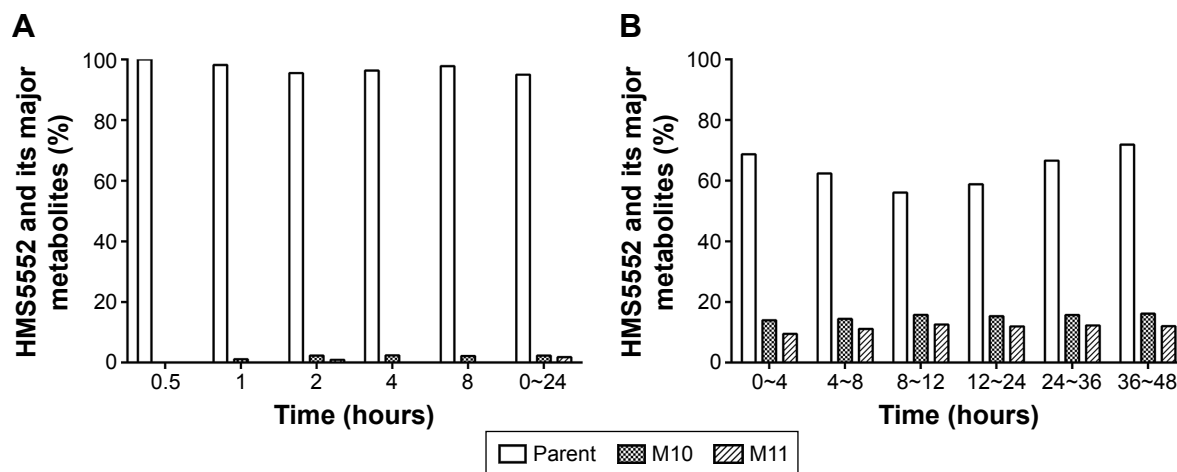 A
HMS5552 and its major
metabolites (%)
100
80
60
40
20
0
0.5 1 2 4 8 0~24
Time (hours)
B
HMS5552 and its major
metabolites (%)
100
80
60
40
20
0
0~4 4~8 8~12 12~24 24~36 36~48
Time (hours)
Parent M10 M11